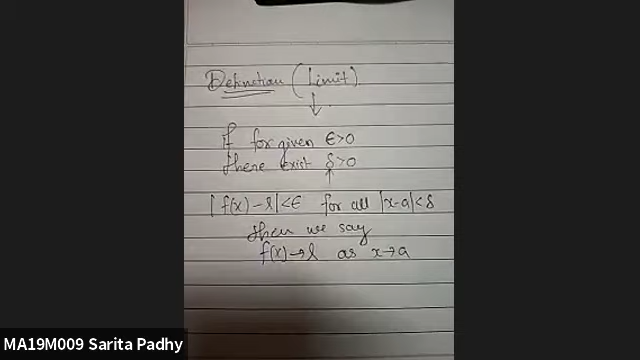 Definition (Limit)
↓
If for given ϵ>0
there exist δ>0
↑
|f(x)-l|<ϵ for all |x-a|<δ
then we say
f(x)→l as x→a
MA19M009 Sarita Padhy